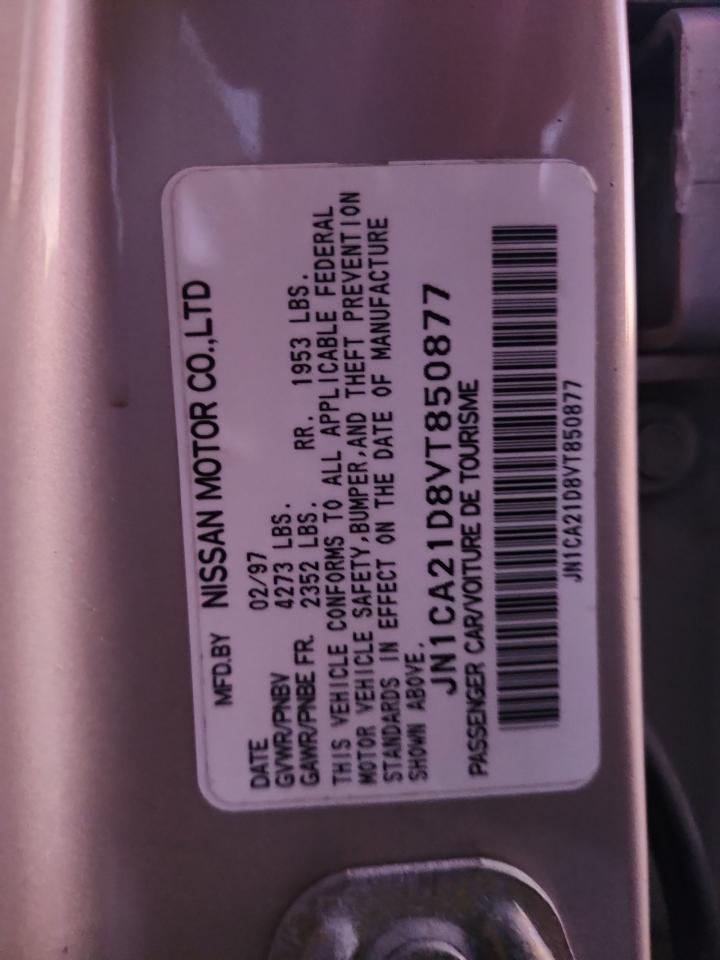 MFD.BY NISSAN MOTOR CO.,LTD
DATE 02/97
GVWR/PNBV 4273 LBS.
GAWR/PNBE FR. 2352 LBS. RR. 1953 LBS.
THIS VEHICLE CONFORMS TO ALL APPLICABLE FEDERAL
MOTOR VEHICLE SAFETY,BUMPER,AND THEFT PREVENTION
STANDARDS IN EFFECT ON THE DATE OF MANUFACTURE
SHOWN ABOVE.
JN1CA21D8VT850877
PASSENGER CAR/VOITURE DE TOURISME
JN1CA21D8VT850877